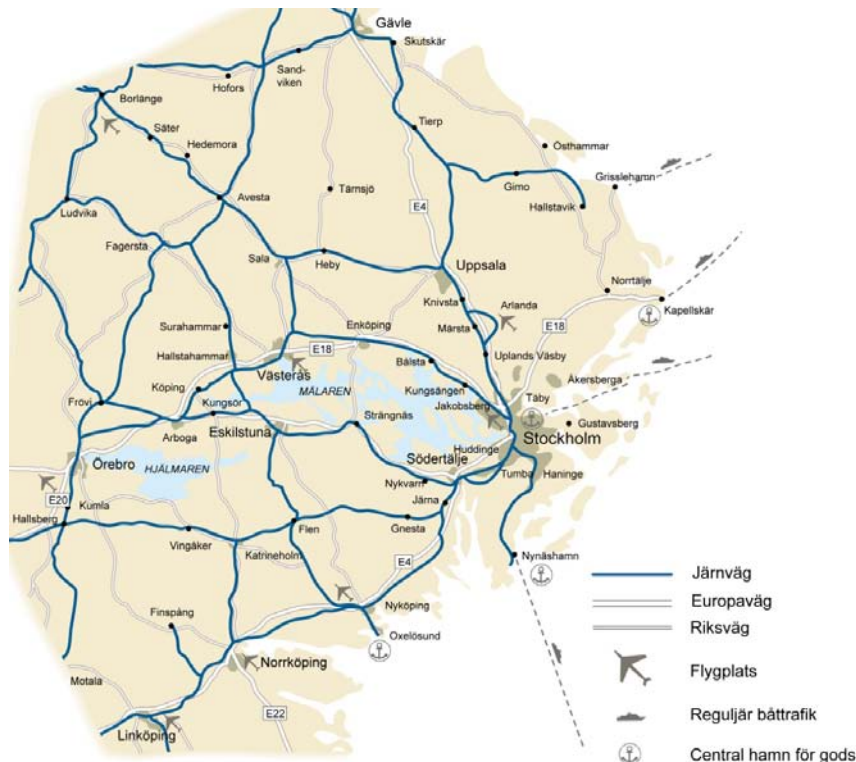 Gävle
Skutskär
Sand-
viken
Hofors
Borlänge
Säter
Hedemora
Tierp
Östhammar
Grisslehamn
Gimo
Hallstavik
Tärnsjö
Avesta
Ludvika
E4
Fagersta
Sala
Heby
Uppsala
Norrtälje
Kapellskär
Knivsta
Arlanda
Märsta
E18
Surahammar
Enköping
Hallstahammar
E18
Bålsta
Uplands Väsby
Västerås
Köping
MÄLAREN
Kungsängen
Täby
Åkersberga
Jakobsberg
Frövi
Kungsör
Strängnäs
Gustavsberg
Arboga
Eskilstuna
Stockholm
Huddinge
Örebro
HJÄLMAREN
Södertälje
Tumba
Haninge
Nykvarn
E20
Kumla
Järna
Hallsberg
Flen
Gnesta
Vingåker
Katrineholm
E4
Nynäshamn
Järnväg
Finspång
Nyköping
Europaväg
Riksväg
Oxelösund
Norrköping
Motala
Flygplats
E22
Linköping
Reguljär båttrafik
Central hamn för gods